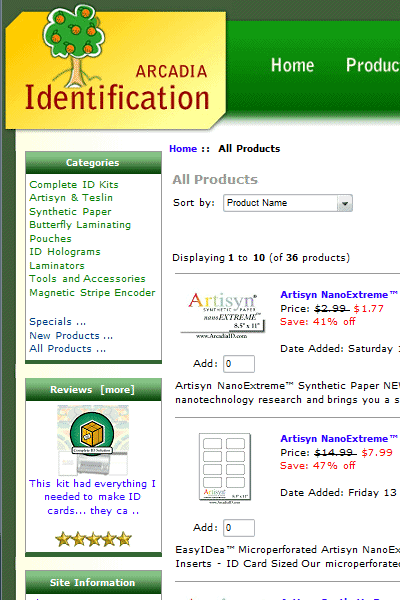 ARCADIA
Identification
Home Produc
Categories
Complete ID Kits
Artisyn & Teslin
Synthetic Paper
Butterfly Laminating
Pouches
ID Holograms
Laminators
Tools and Accessories
Magnetic Stripe Encoder
Specials ...
New Products ...
All Products ...
Reviews [more]
Complete ID Solution
This kit had everything I
needed to make ID
cards... they ca ..
Site Information
Home :: All Products
All Products
Sort by: Product Name
Displaying 1 to 10 (of 36 products)
Artisyn
SYNTHETIC PAPER
nanoEXTREME™
8.5" x 11"
www.ArcadiaID.com
Artisyn NanoExtreme™
Price: $2.99 $1.77
Save: 41% off
Date Added: Saturday 1
Add: 0
Artisyn NanoExtreme™ Synthetic Paper NE
nanotechnology research and brings you a s
Artisyn
www.ArcadiaID.com
Artisyn NanoExtreme™
Price: $14.99 $7.99
Save: 47% off
Date Added: Friday 13
Add: 0
EasyIDea™ Microperforated Artisyn NanoEx
Inserts - ID Card Sized Our microperforate